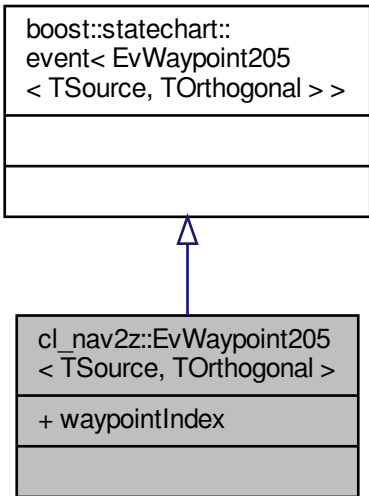 boost::statechart::
event< EvWaypoint205
< TSource, TOrthogonal > >
cl_nav2z::EvWaypoint205
< TSource, TOrthogonal >
+ waypointIndex